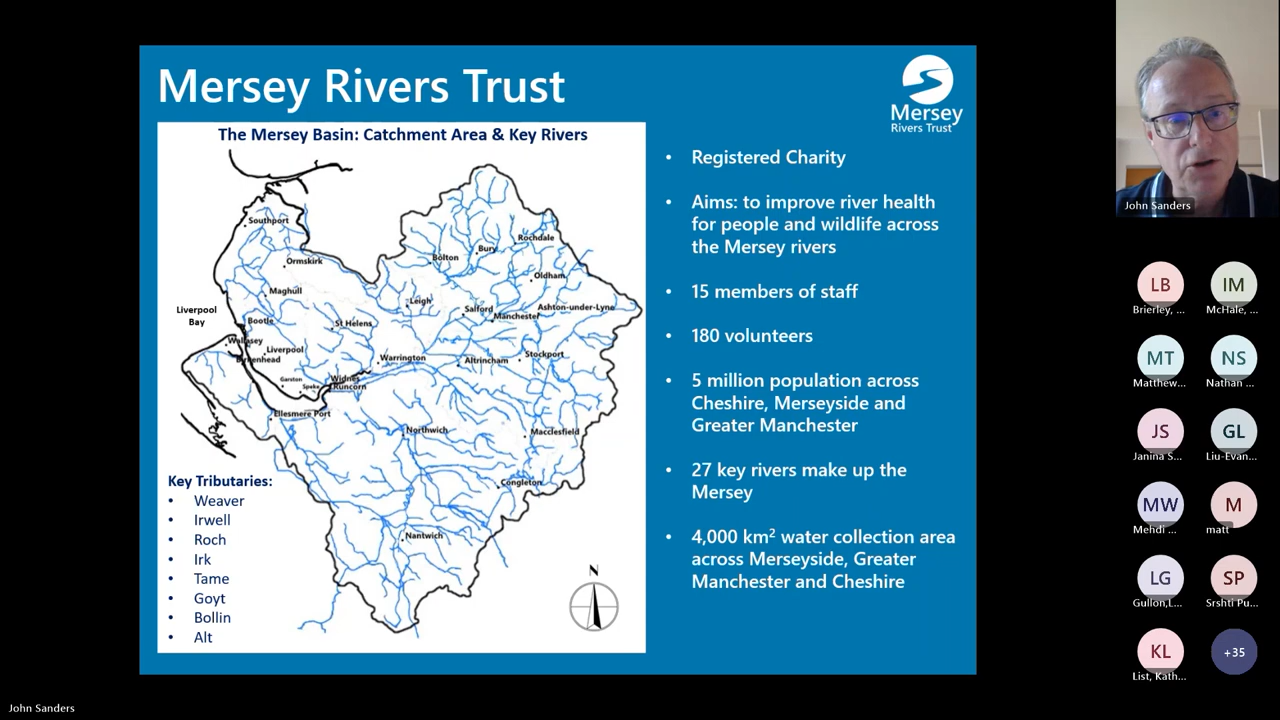 Mersey Rivers Trust
Mersey
Rivers Trust
The Mersey Basin: Catchment Area & Key Rivers
Southport
Ormskirk
Maghull
Liverpool
Bay
Bootle
Wallasey
Liverpool
Birkenhead
St Helens
Garston
Speke
Widnes
Runcorn
Ellesmere Port
Warrington
Leigh
Bolton
Bury
Rochdale
Oldham
Salford
Manchester
Ashton-under-Lyne
Altrincham
Stockport
Northwich
Macclesfield
Congleton
Nantwich
N
Key Tributaries:
• Weaver
• Irwell
• Roch
• Irk
• Tame
• Goyt
• Bollin
• Alt
• Registered Charity
• Aims: to improve river health
for people and wildlife across
the Mersey rivers
• 15 members of staff
• 180 volunteers
• 5 million population across
Cheshire, Merseyside and
Greater Manchester
• 27 key rivers make up the
Mersey
• 4,000 km² water collection area
across Merseyside, Greater
Manchester and Cheshire
John Sanders
LB
Brierley, ...
IM
McHale, ...
MT
Matthew...
NS
Nathan ...
JS
Janina S...
GL
Liu-Evan...
MW
Mehdi ...
M
matt
LG
Gullon,L...
SP
Srshti Pu...
KL
List, Kath...
+35
John Sanders